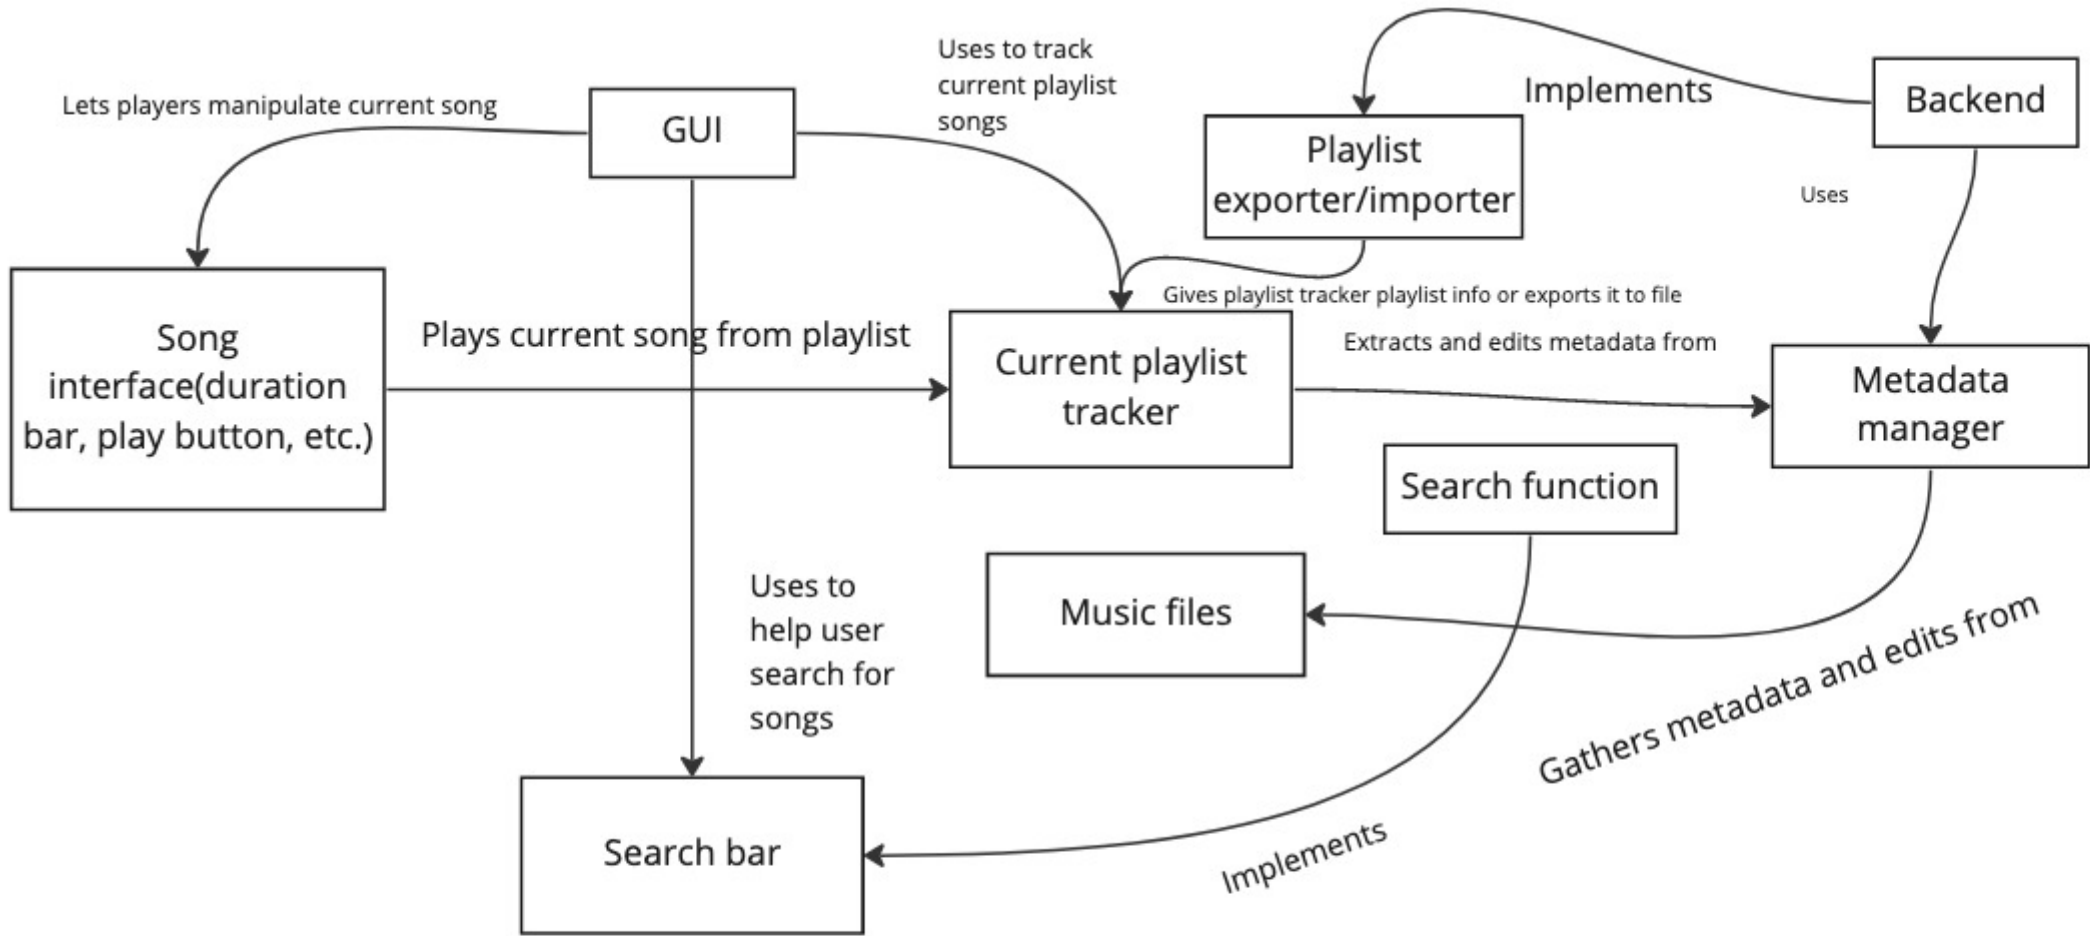 Uses to track
current playlist
songs
Lets players manipulate current song
GUI
Implements
Backend
Playlist
exporter/importer
Uses
Gives playlist tracker playlist info or exports it to file
Song
interface(duration
bar, play button, etc.)
Plays current song from playlist
Current playlist
tracker
Extracts and edits metadata from
Metadata
manager
Search function
Music files
Uses to
help user
search for
songs
Gathers metadata and edits from
Search bar
Implements